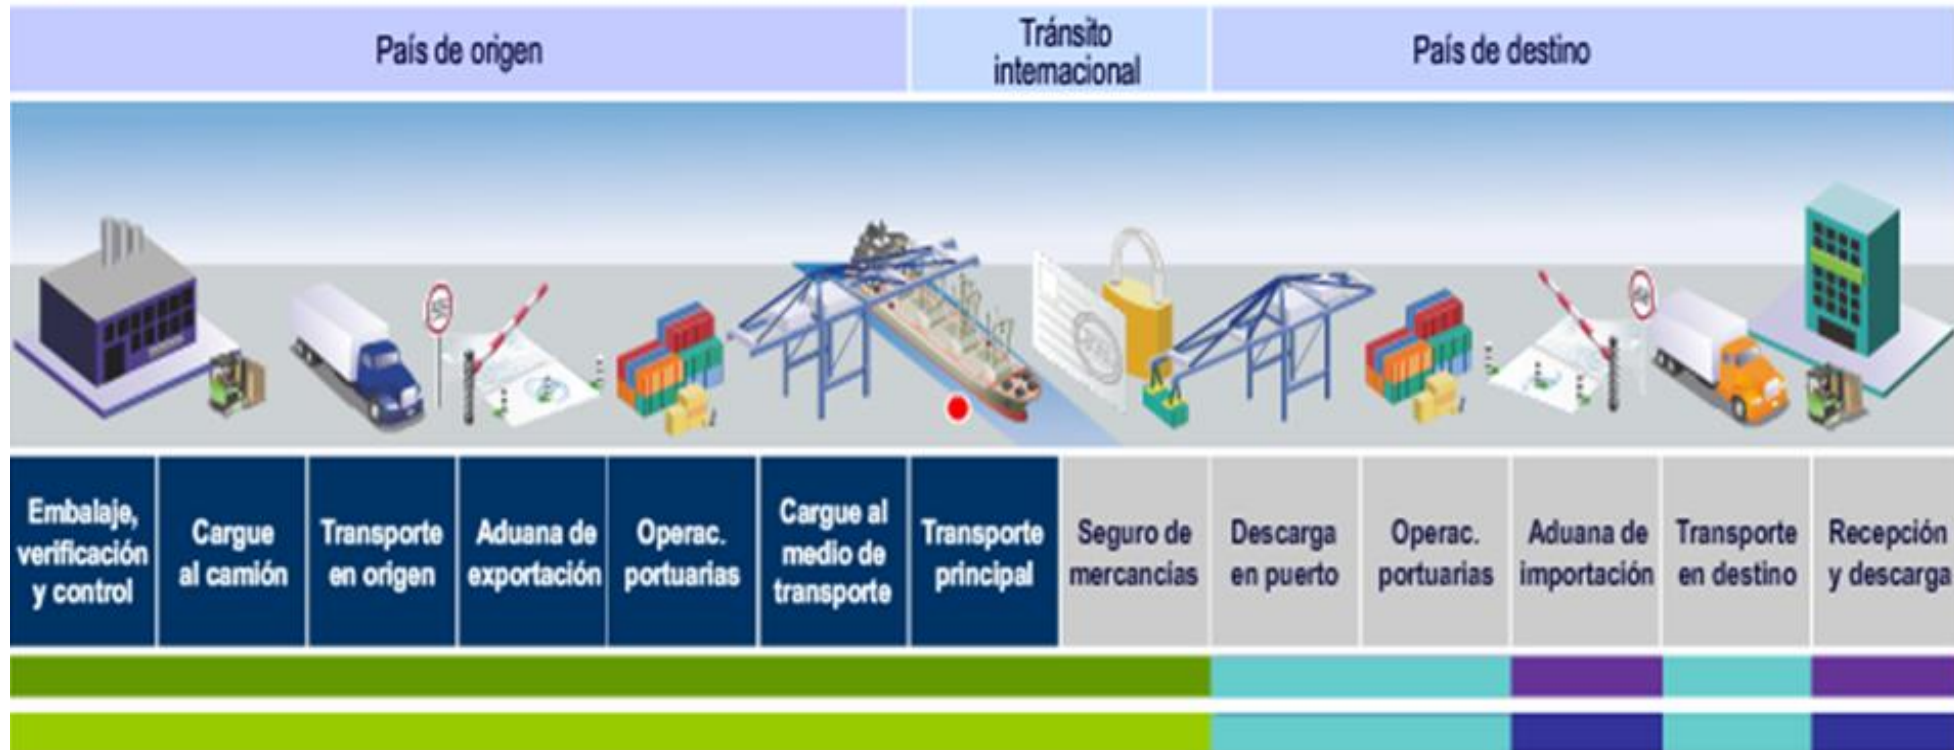 País de origen
Tránsito
internacional
País de destino
Embalaje,
verificación
y control
Cargue
al camión
Transporte
en origen
Aduana de
exportación
Operac.
portuarias
Cargue al
medio de
transporte
Transporte
principal
Seguro de
mercancías
Descarga
en puerto
Operac.
portuarias
Aduana de
importación
Transporte
en destino
Recepción
y descarga